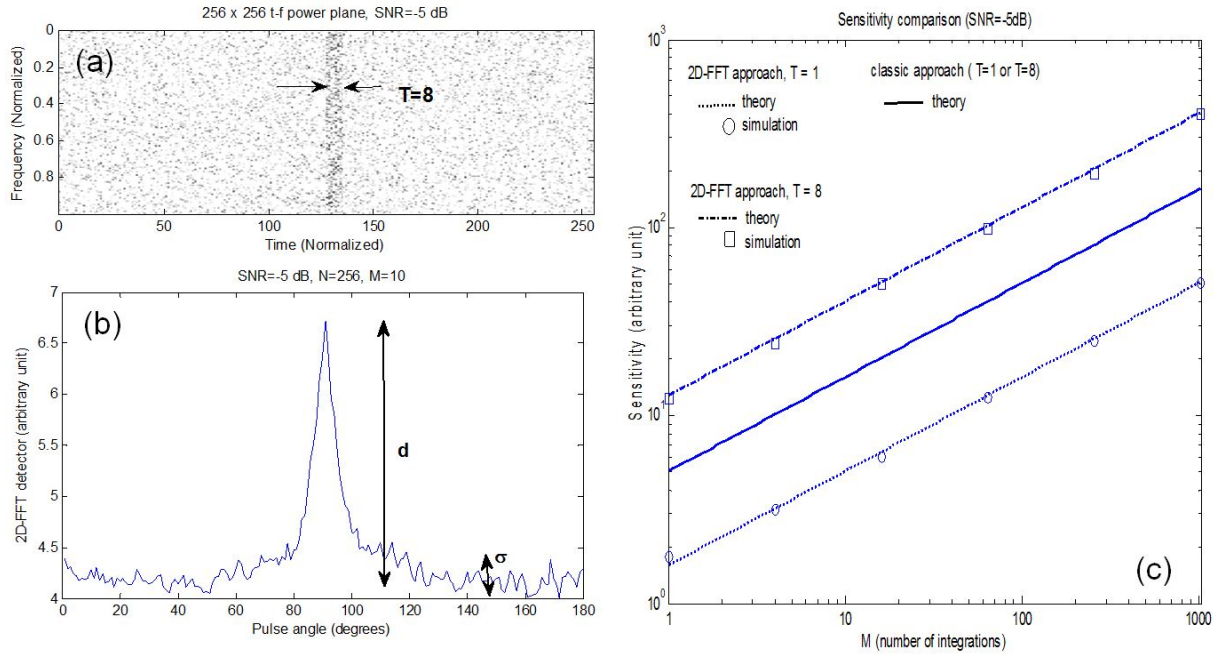 256 x 256 t-f power plane, SNR=-5 dB
(a)
T=8
Frequency (Normalized)
0
0.2
0.4
0.6
0.8
0
50
100
150
200
250
Time (Normalized)
SNR=-5 dB, N=256, M=10
(b)
d
σ
2D-FFT detector (arbitrary unit)
7
6.5
6
5.5
5
4.5
4
0
20
40
60
80
100
120
140
160
180
Pulse angle (degrees)
Sensitivity comparison (SNR=-5dB)
2D-FFT approach, T = 1
theory
simulation
classic approach ( T=1 or T=8)
theory
2D-FFT approach, T = 8
theory
simulation
(c)
Sensitivity (arbitrary unit)
10³
10²
10¹
10⁰
1
10
100
1000
M (number of integrations)